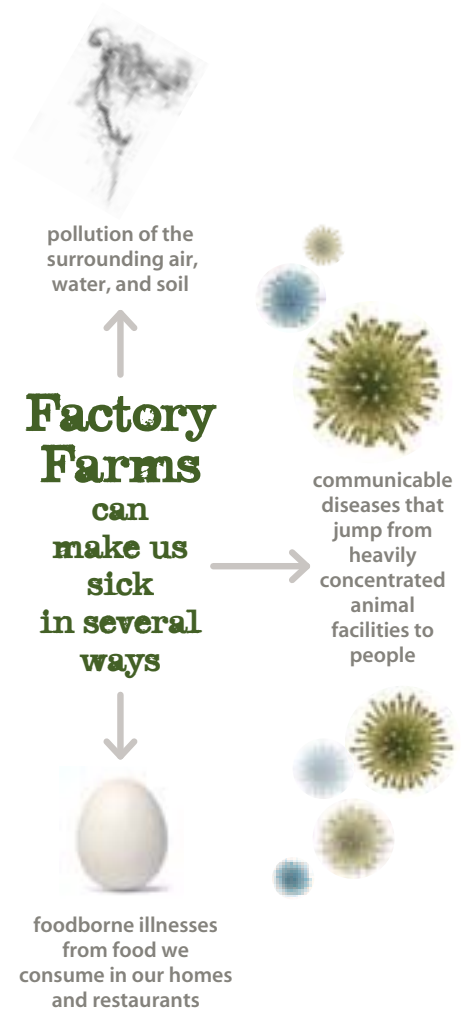 pollution of the
surrounding air,
water, and soil
Factory
Farms
can
make us
sick
in several
ways
communicable
diseases that
jump from
heavily
concentrated
animal
facilities to
people
foodborne illnesses
from food we
consume in our homes
and restaurants